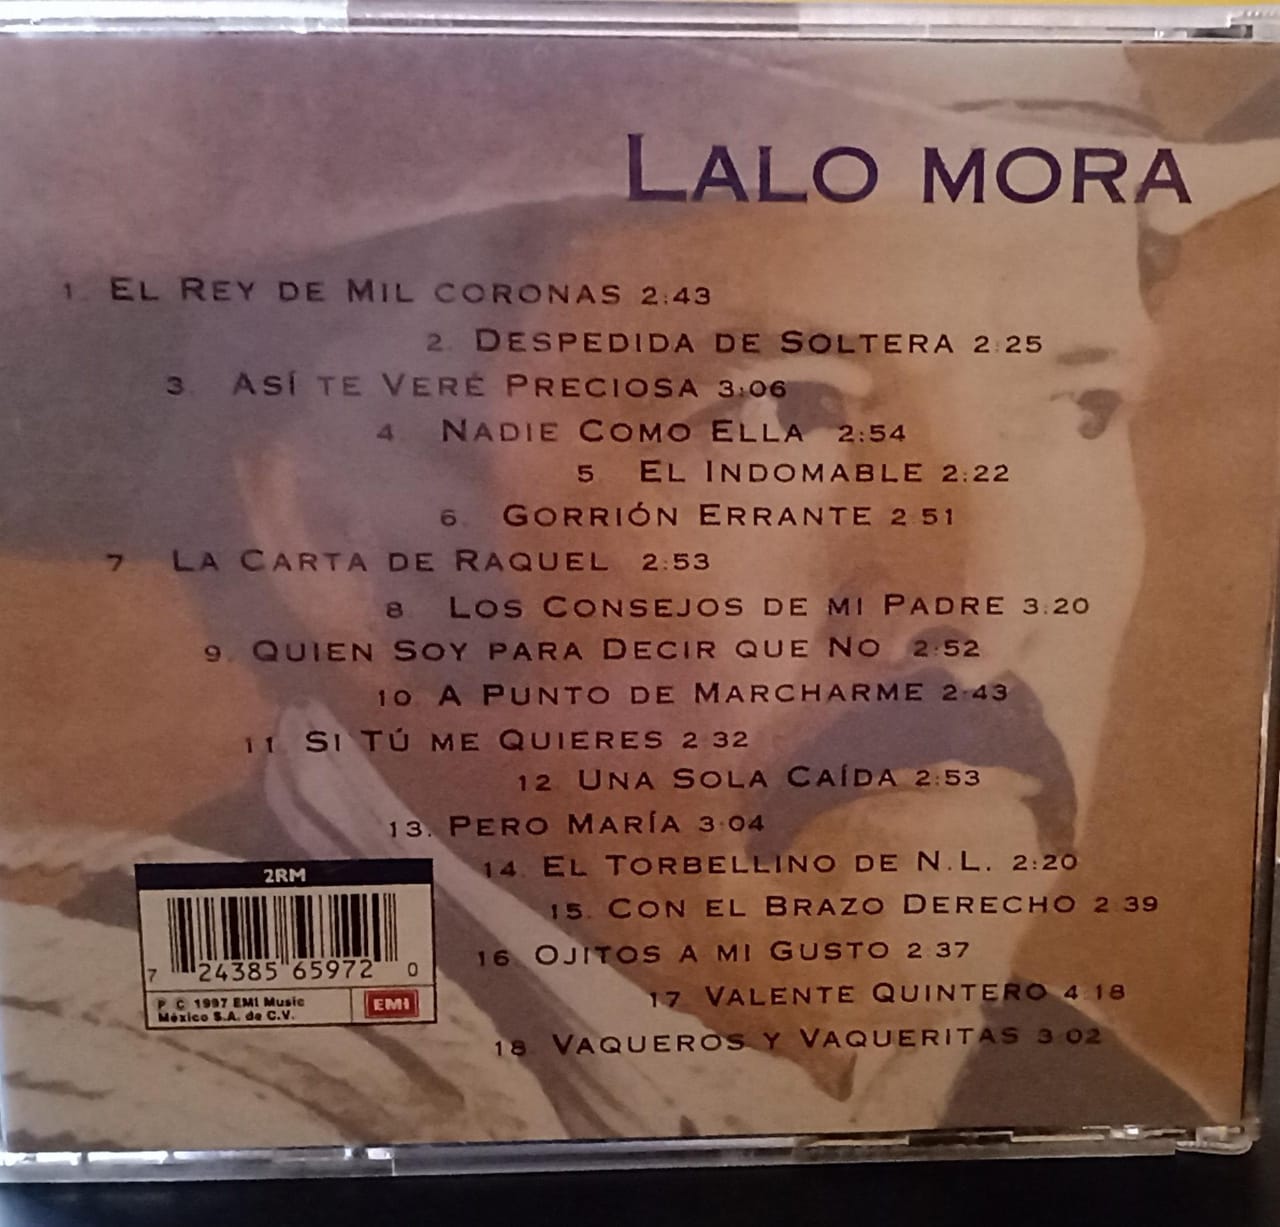 LALO MORA
1. EL REY DE MIL CORONAS 2:43
2. DESPEDIDA DE SOLTERA 2:25
3. ASÍ TE VERÉ PRECIOSA 3:06
4 NADIE COMO ELLA 2:54
5 EL INDOMABLE 2:22
6. GORRIÓN ERRANTE 2:51
7 LA CARTA DE RAQUEL 2:53
8 LOS CONSEJOS DE MI PADRE 3:20
9. QUIEN SOY PARA DECIR QUE NO 2:52
10 A PUNTO DE MARCHARME 2:43
11. SI TÚ ME QUIERES 2:32
12 UNA SOLA CAÍDA 2:53
13. PERO MARÍA 3:04
14. EL TORBELLINO DE N.L. 2:20
15. CON EL BRAZO DERECHO 2:39
16 OJITOS A MI GUSTO 2:37
17 VALENTE QUINTERO 4:18
18 VAQUEROS Y VAQUERITAS 3:02
2RM
7 24385 65972 0
P C 1997 EMI Music
México S.A. de C.V.
EMI